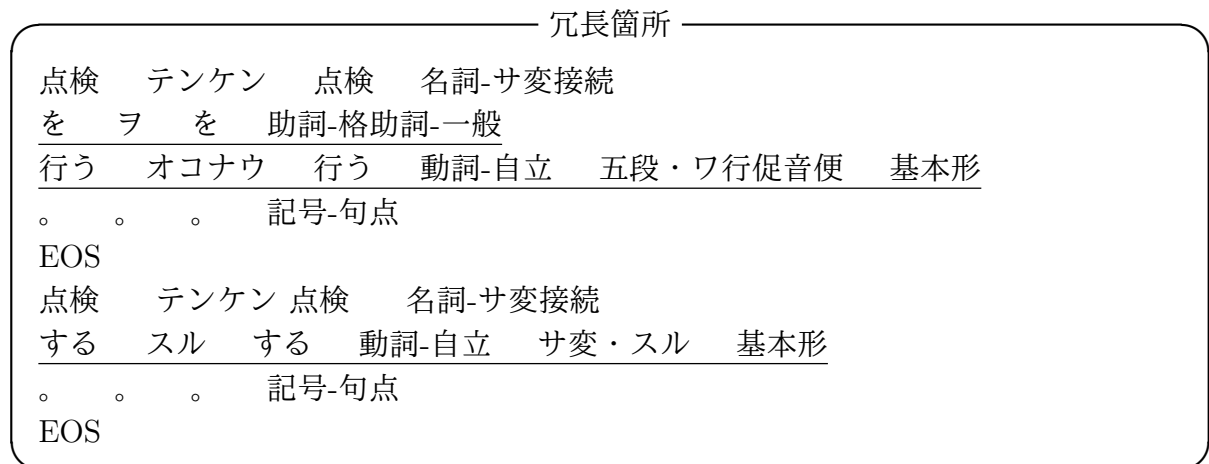 冗長箇所
点検 テンケン 点検 名詞-サ変接続
を ヲ を 助詞-格助詞-一般
行う オコナウ 行う 動詞-自立 五段・ワ行促音便 基本形
。 。 。 記号-句点
EOS
点検 テンケン 点検 名詞-サ変接続
する スル する 動詞-自立 サ変・スル 基本形
。 。 。 記号-句点
EOS